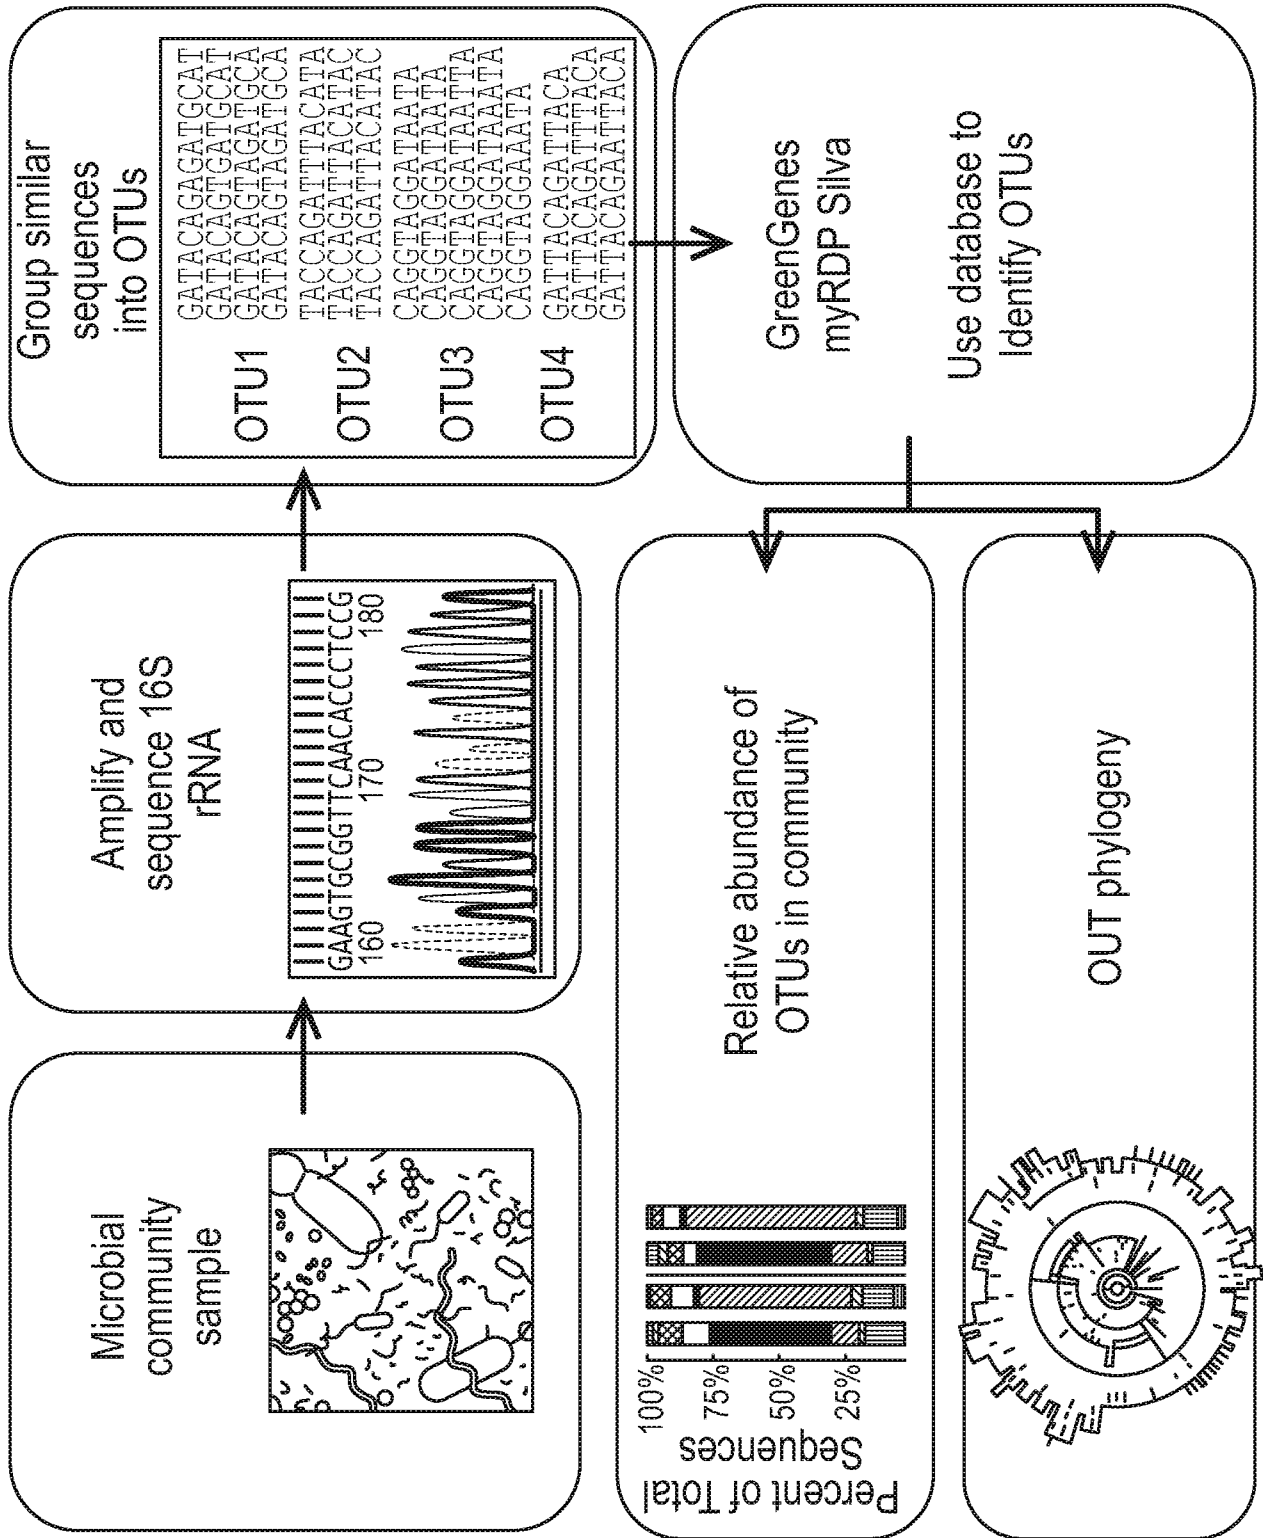 Microbial
community
sample
Amplify and
sequence 16S
rRNA
GAAGTGCGGTTCAACACCCTCCG
160 170 180
Group similar
sequences
into OTUs
OTU1
GATACAGAGATGCAT
GATACAGTGATGCAT
GATACAGTAGATGCA
GATACAGTAGATGCA
OTU2
TACCAGATTTACATA
TACCAGATTACATAC
TACCAGATTACATAC
OTU3
CAGGTAGGATAATA
CAGGTAGGATAATA
CAGGTAGGATAATTA
CAGGTAGGATAAATA
CAGGTAGGAAATA
OTU4
GATTACAGATTACA
GATTACAGATTTACA
GATTACAGAATTACA
GreenGenes
myRDP Silva
Use database to
Identify OTUs
Percent of Total
Sequences
100%
75%
50%
25%
Relative abundance of
OTUs in community
OUT phylogeny